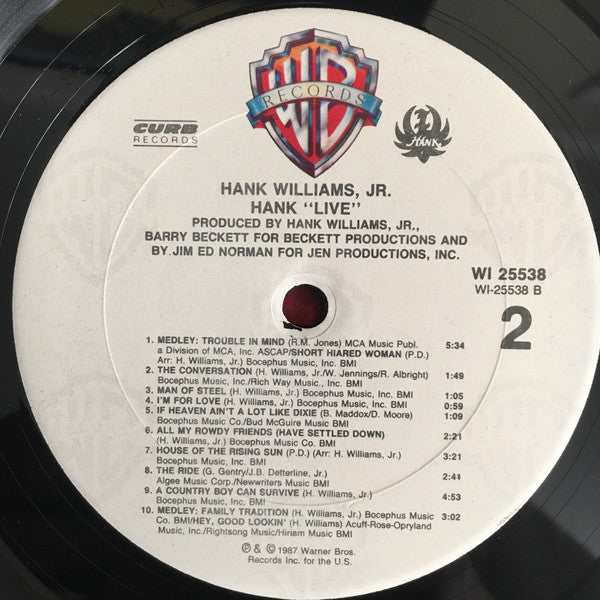 WB
RECORDS
CURB
RECORDS
HANK
HANK WILLIAMS, JR.
HANK "LIVE"
PRODUCED BY HANK WILLIAMS, JR.,
BARRY BECKETT FOR BECKETT PRODUCTIONS AND
BY JIM ED NORMAN FOR JEN PRODUCTIONS, INC.
WI 25538
WI-25538 B
2
1. MEDLEY: TROUBLE IN MIND (R.M. Jones) MCA Music Publ. 5:34
a Division of MCA, Inc. ASCAP/SHORT HIARED WOMAN (P.D.)
Arr: H. Williams, Jr.) Bocephus Music, Inc. BMI
2. THE CONVERSATION (H. Williams, Jr./W. Jennings/R. Albright) 1:49
Bocephus Music, Inc./Rich Way Music., Inc. BMI
3. MAN OF STEEL (H. Williams, Jr.) Bocephus Music, Inc. BMI 1:05
4. I'M FOR LOVE (H. Williams, Jr.) Bocephus Music, Inc. BMI 0:59
5. IF HEAVEN AIN'T A LOT LIKE DIXIE (B. Maddox/D. Moore) 1:09
Bocephus Music Co./Bud McGuire Music BMI
6. ALL MY ROWDY FRIENDS (HAVE SETTLED DOWN) 2:21
(H. Williams, Jr.) Bocephus Music Co. BMI
7. HOUSE OF THE RISING SUN (P.D.) (Arr: H. Williams, Jr.) 3:21
Bocephus Music, Inc. BMI
8. THE RIDE (G. Gentry/J.B. Detterline, Jr.) 2:44
Algee Music Corp./Newwriters Music BMI
9. A COUNTRY BOY CAN SURVIVE (H. Williams, Jr.) 4:53
Bocephus Music, Inc. BMI
10. MEDLEY: FAMILY TRADITION (H. Williams, Jr.) Bocephus Music 3:02
Co. BMI/HEY, GOOD LOOKIN' (H. Williams) Acuff-Rose-Opryland
Music, Inc./Rightsong Music/Hiriam Music BMI
℗ & © 1987 Warner Bros.
Records Inc. for the U.S.